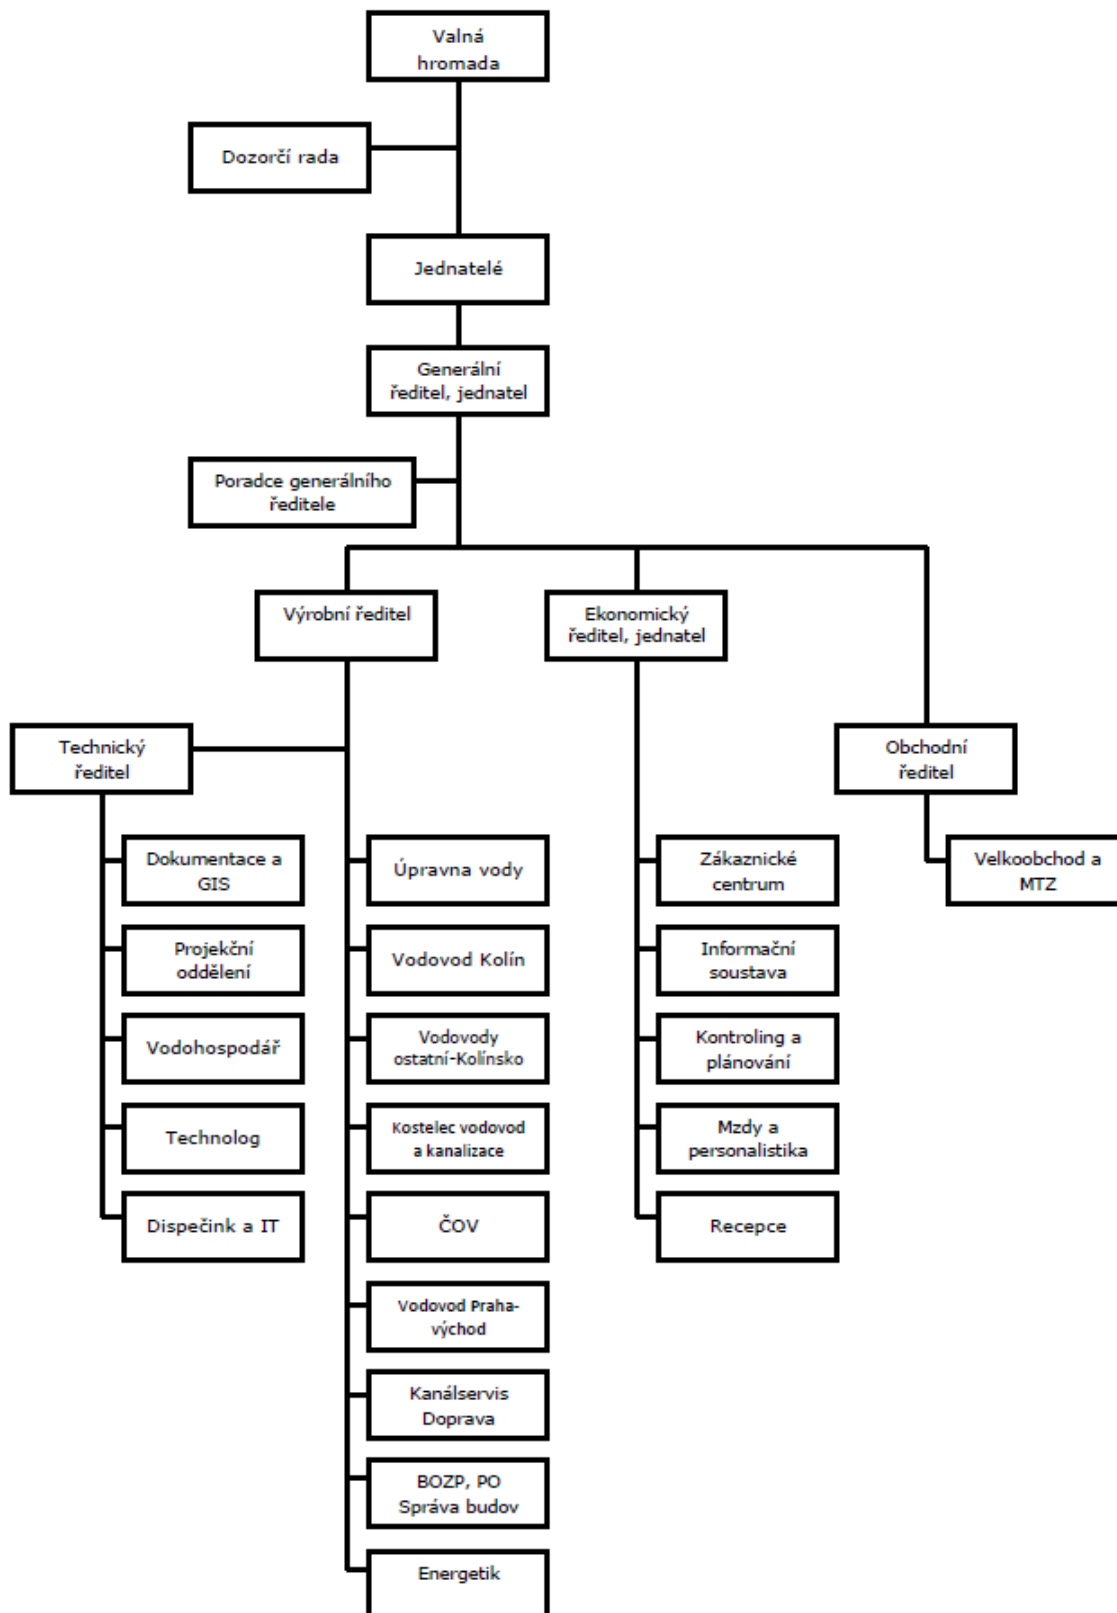 Valná
hromada
Dozorčí rada
Jednatelé
Generální
ředitel, jednatel
Poradce generálního
ředitele
Výrobní ředitel
Ekonomický
ředitel, jednatel
Technický
ředitel
Obchodní
ředitel
Dokumentace a
GIS
Projekční
oddělení
Vodohospodář
Technolog
Dispečink a IT
Úpravna vody
Vodovod Kolín
Vodovody
ostatní-Kolínsko
Kostelec vodovod
a kanalizace
ČOV
Vodovod Praha-
východ
Kanálservis
Doprava
BOZP, PO
Správa budov
Energetik
Zákaznické
centrum
Informační
soustava
Kontroling a
plánování
Mzdy a
personalistika
Recepce
Velkoobchod a
MTZ